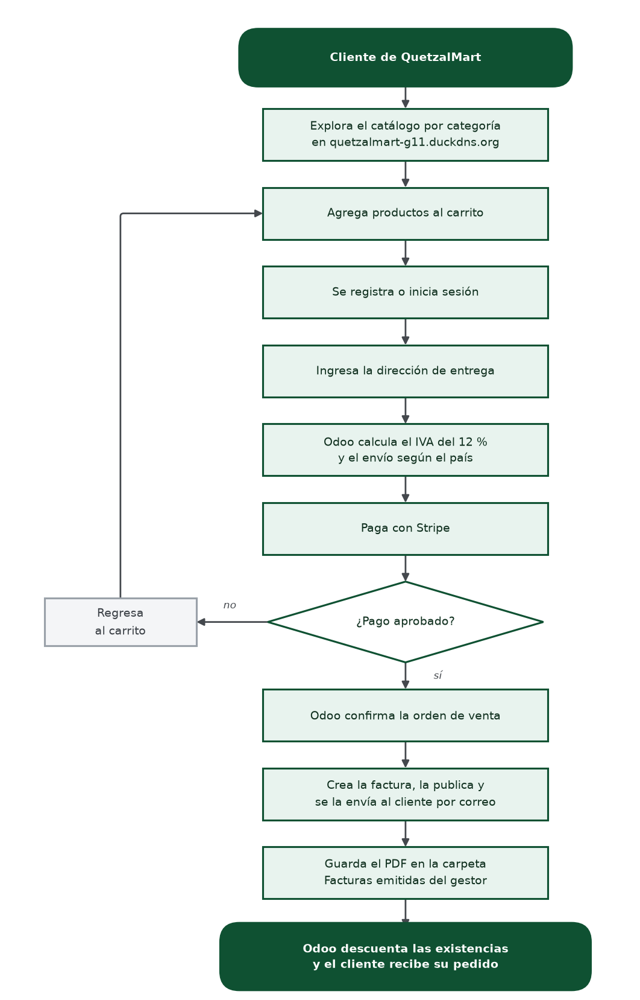 Cliente de QuetzalMart
Explora el catálogo por categoría
en quetzalmart-g11.duckdns.org
Agrega productos al carrito
Se registra o inicia sesión
Ingresa la dirección de entrega
Odoo calcula el IVA del 12 %
y el envío según el país
Paga con Stripe
¿Pago aprobado?
no
Regresa
al carrito
sí
Odoo confirma la orden de venta
Crea la factura, la publica y
se la envía al cliente por correo
Guarda el PDF en la carpeta
Facturas emitidas del gestor
Odoo descuenta las existencias
y el cliente recibe su pedido